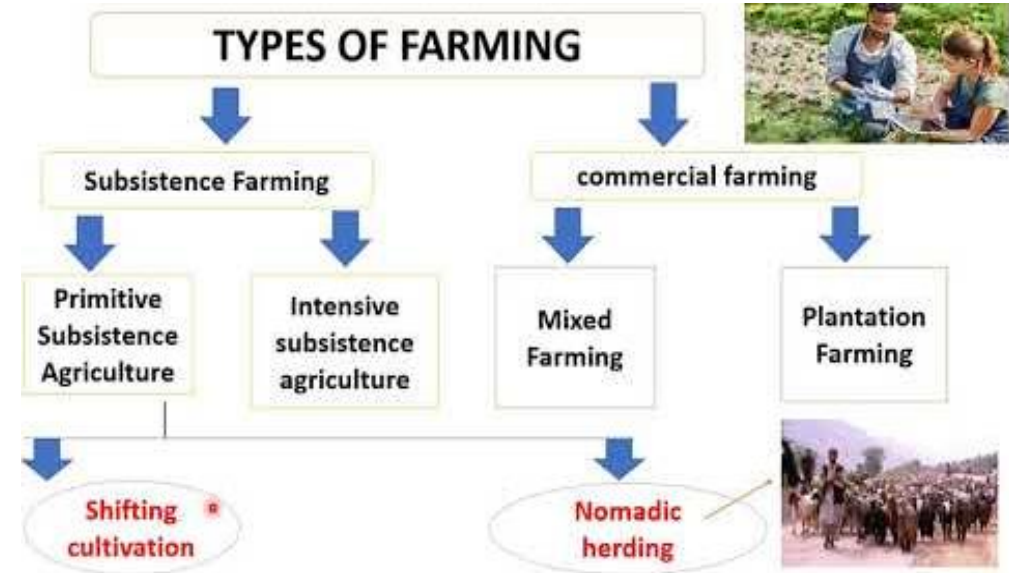 TYPES OF FARMING
Subsistence Farming
commercial farming
Primitive
Subsistence
Agriculture
Intensive
subsistence
agriculture
Mixed
Farming
Plantation
Farming
Shifting
cultivation
Nomadic
herding